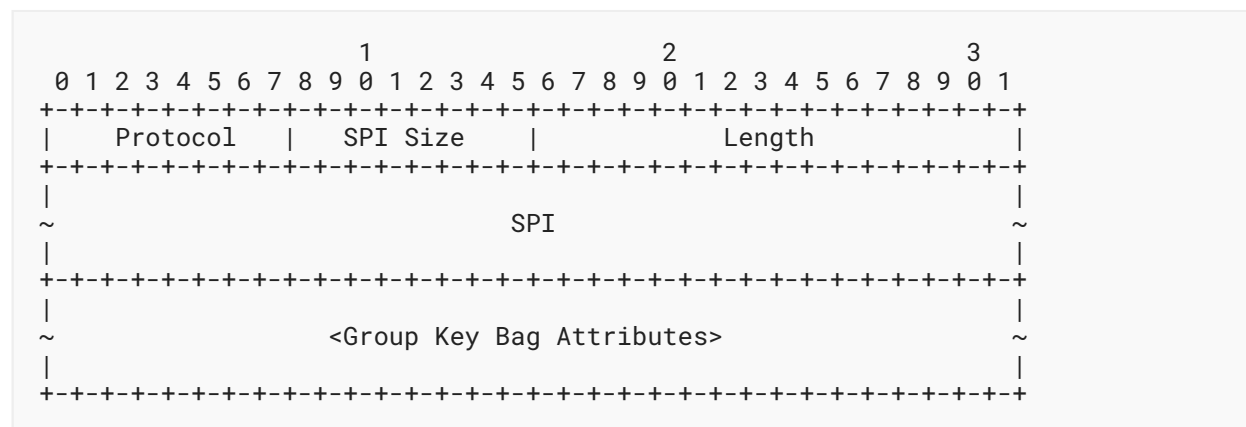 1                   2                   3
 0 1 2 3 4 5 6 7 8 9 0 1 2 3 4 5 6 7 8 9 0 1 2 3 4 5 6 7 8 9 0 1
+-+-+-+-+-+-+-+-+-+-+-+-+-+-+-+-+-+-+-+-+-+-+-+-+-+-+-+-+-+-+-+-+
|    Protocol   |   SPI Size    |            Length             |
+-+-+-+-+-+-+-+-+-+-+-+-+-+-+-+-+-+-+-+-+-+-+-+-+-+-+-+-+-+-+-+-+
|                                                               |
~                              SPI                              ~
|                                                               |
+-+-+-+-+-+-+-+-+-+-+-+-+-+-+-+-+-+-+-+-+-+-+-+-+-+-+-+-+-+-+-+-+
|                                                               |
~                  <Group Key Bag Attributes>                   ~
|                                                               |
+-+-+-+-+-+-+-+-+-+-+-+-+-+-+-+-+-+-+-+-+-+-+-+-+-+-+-+-+-+-+-+-+